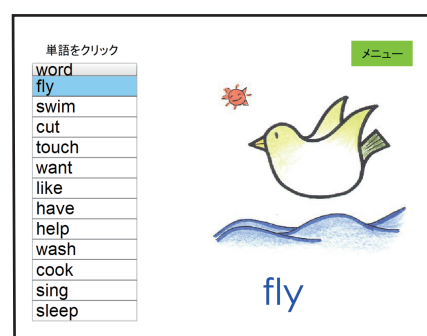 単語をクリック
word
fly
swim
cut
touch
want
like
have
help
wash
cook
sing
sleep
メニュー
fly